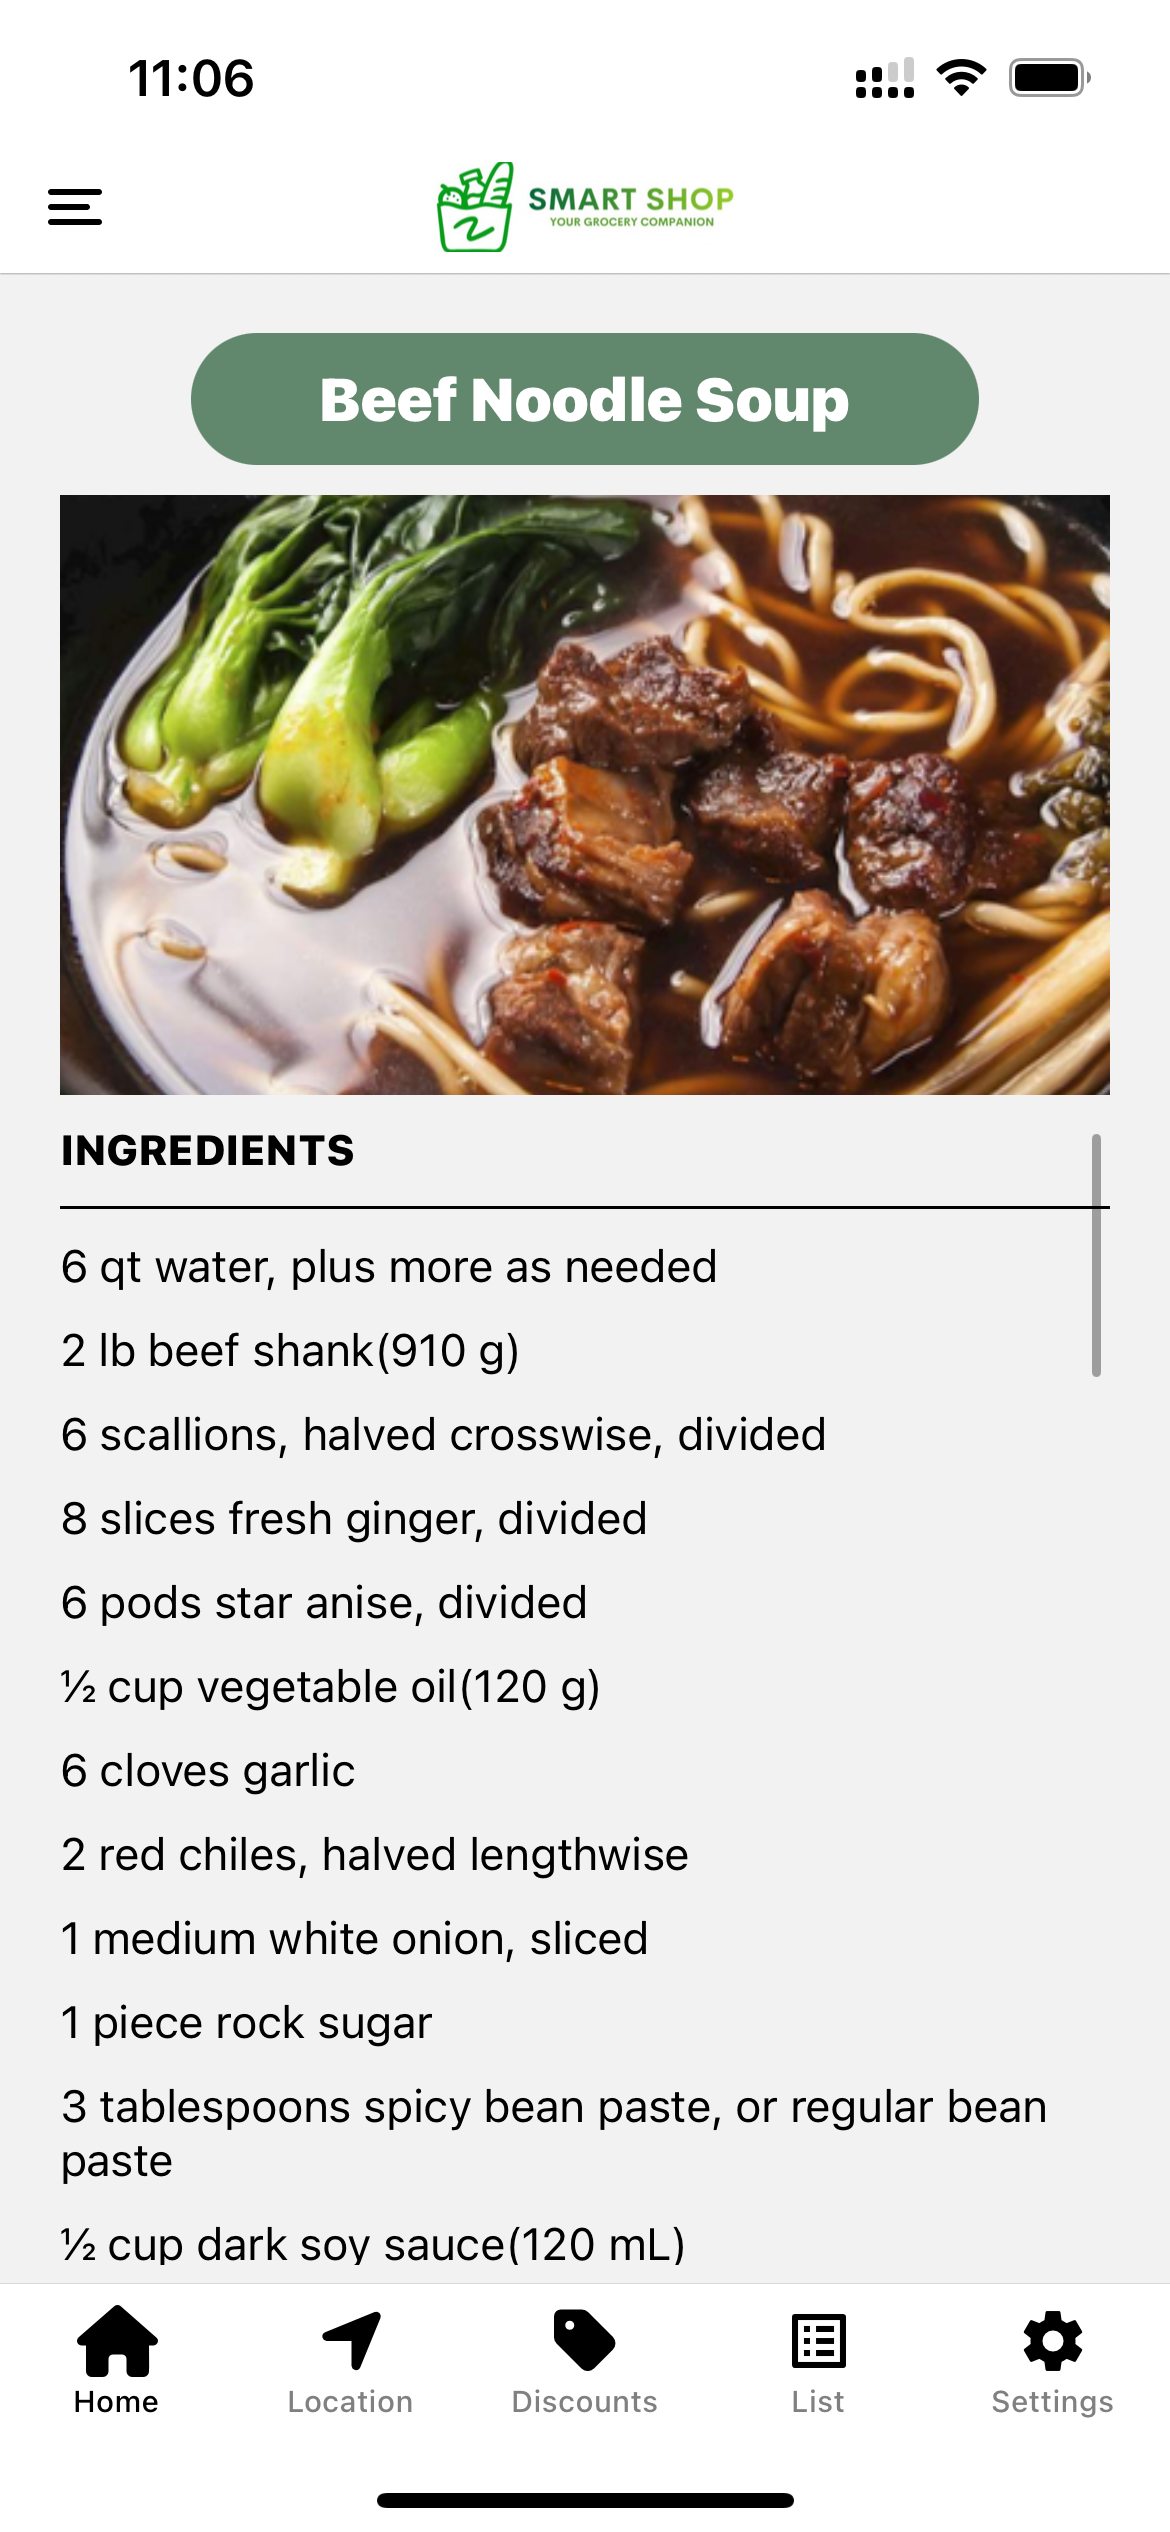 11:06
SMART SHOP
YOUR GROCERY COMPANION
Beef Noodle Soup
INGREDIENTS
6 qt water, plus more as needed
2 lb beef shank(910 g)
6 scallions, halved crosswise, divided
8 slices fresh ginger, divided
6 pods star anise, divided
½ cup vegetable oil(120 g)
6 cloves garlic
2 red chiles, halved lengthwise
1 medium white onion, sliced
1 piece rock sugar
3 tablespoons spicy bean paste, or regular bean
paste
½ cup dark soy sauce(120 mL)
Home Location Discounts List Settings